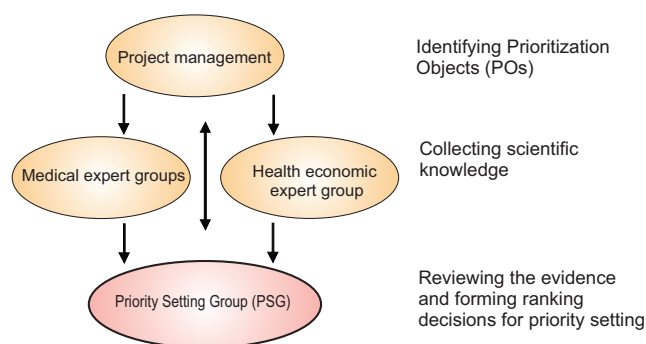 Project management
Identifying Prioritization
Objects (POs)
Medical expert groups
Health economic
expert group
Collecting scientific
knowledge
Priority Setting Group (PSG)
Reviewing the evidence
and forming ranking
decisions for priority setting